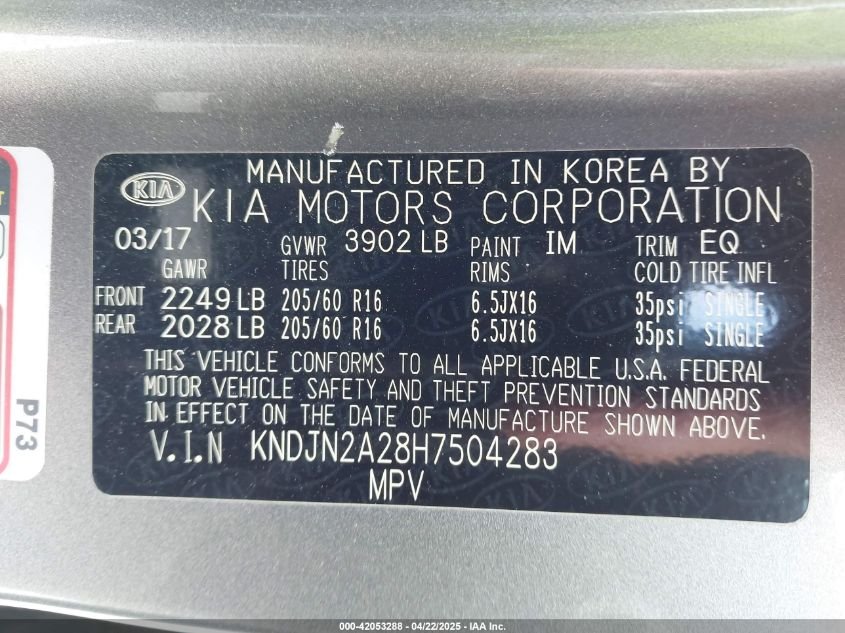 MANUFACTURED IN KOREA BY
KIA
KIA MOTORS CORPORATION
03/17 GVWR 3902 LB PAINT IM TRIM EQ
GAWR TIRES RIMS COLD TIRE INFL
FRONT 2249 LB 205/60 R16 6.5JX16 35psi SINGLE
REAR 2028 LB 205/60 R16 6.5JX16 35psi SINGLE
THIS VEHICLE CONFORMS TO ALL APPLICABLE U.S.A. FEDERAL
MOTOR VEHICLE SAFETY AND THEFT PREVENTION STANDARDS
IN EFFECT ON THE DATE OF MANUFACTURE SHOWN ABOVE.
V.I.N KNDJN2A28H7504283
MPV
P73
000-42053288 - 04/22/2025 - IAA Inc.